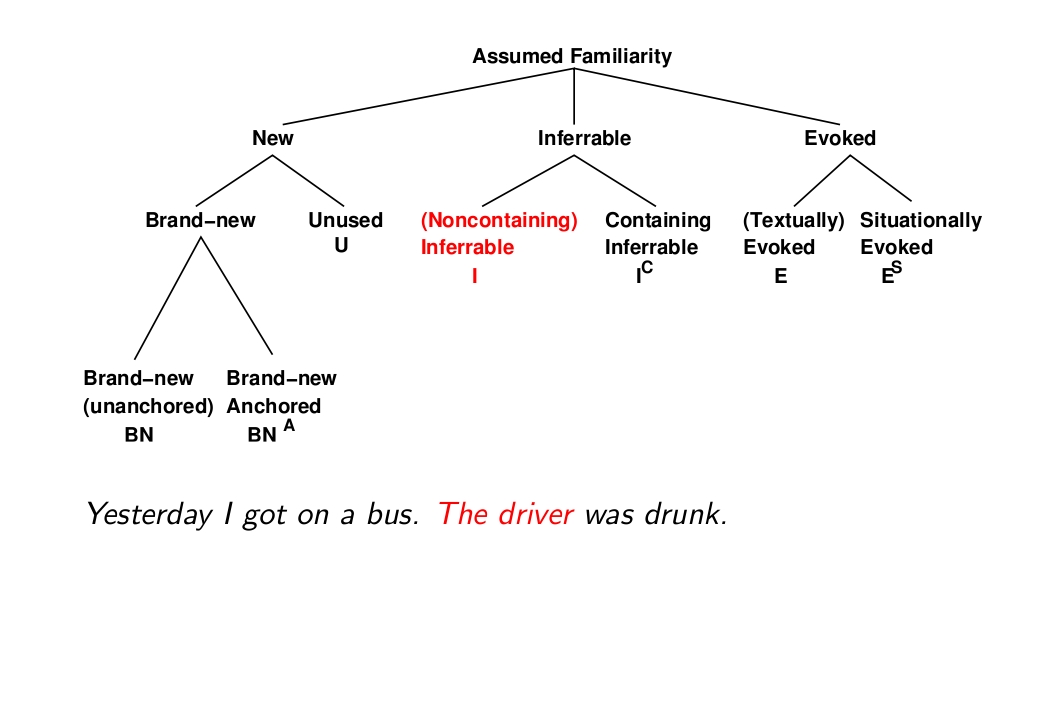 Assumed Familiarity
New Inferrable Evoked
Brand–new Unused (Noncontaining) Containing (Textually) Situationally
U Inferrable Inferrable Evoked Evoked
I I^C E E^S
Brand–new Brand–new
(unanchored) Anchored
BN BN^A
Yesterday I got on a bus. The driver was drunk.